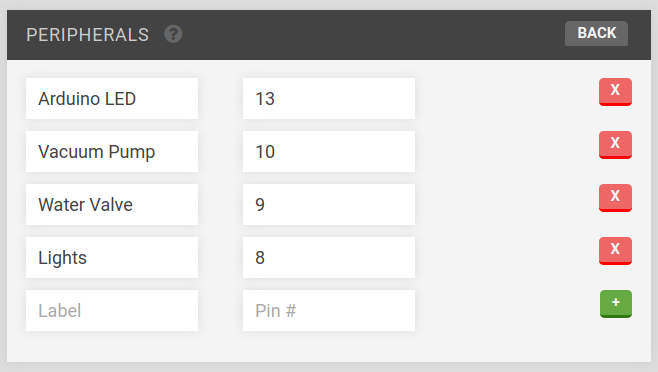 PERIPHERALS ? BACK
Arduino LED 13 X
Vacuum Pump 10 X
Water Valve 9 X
Lights 8 X
Label Pin # +